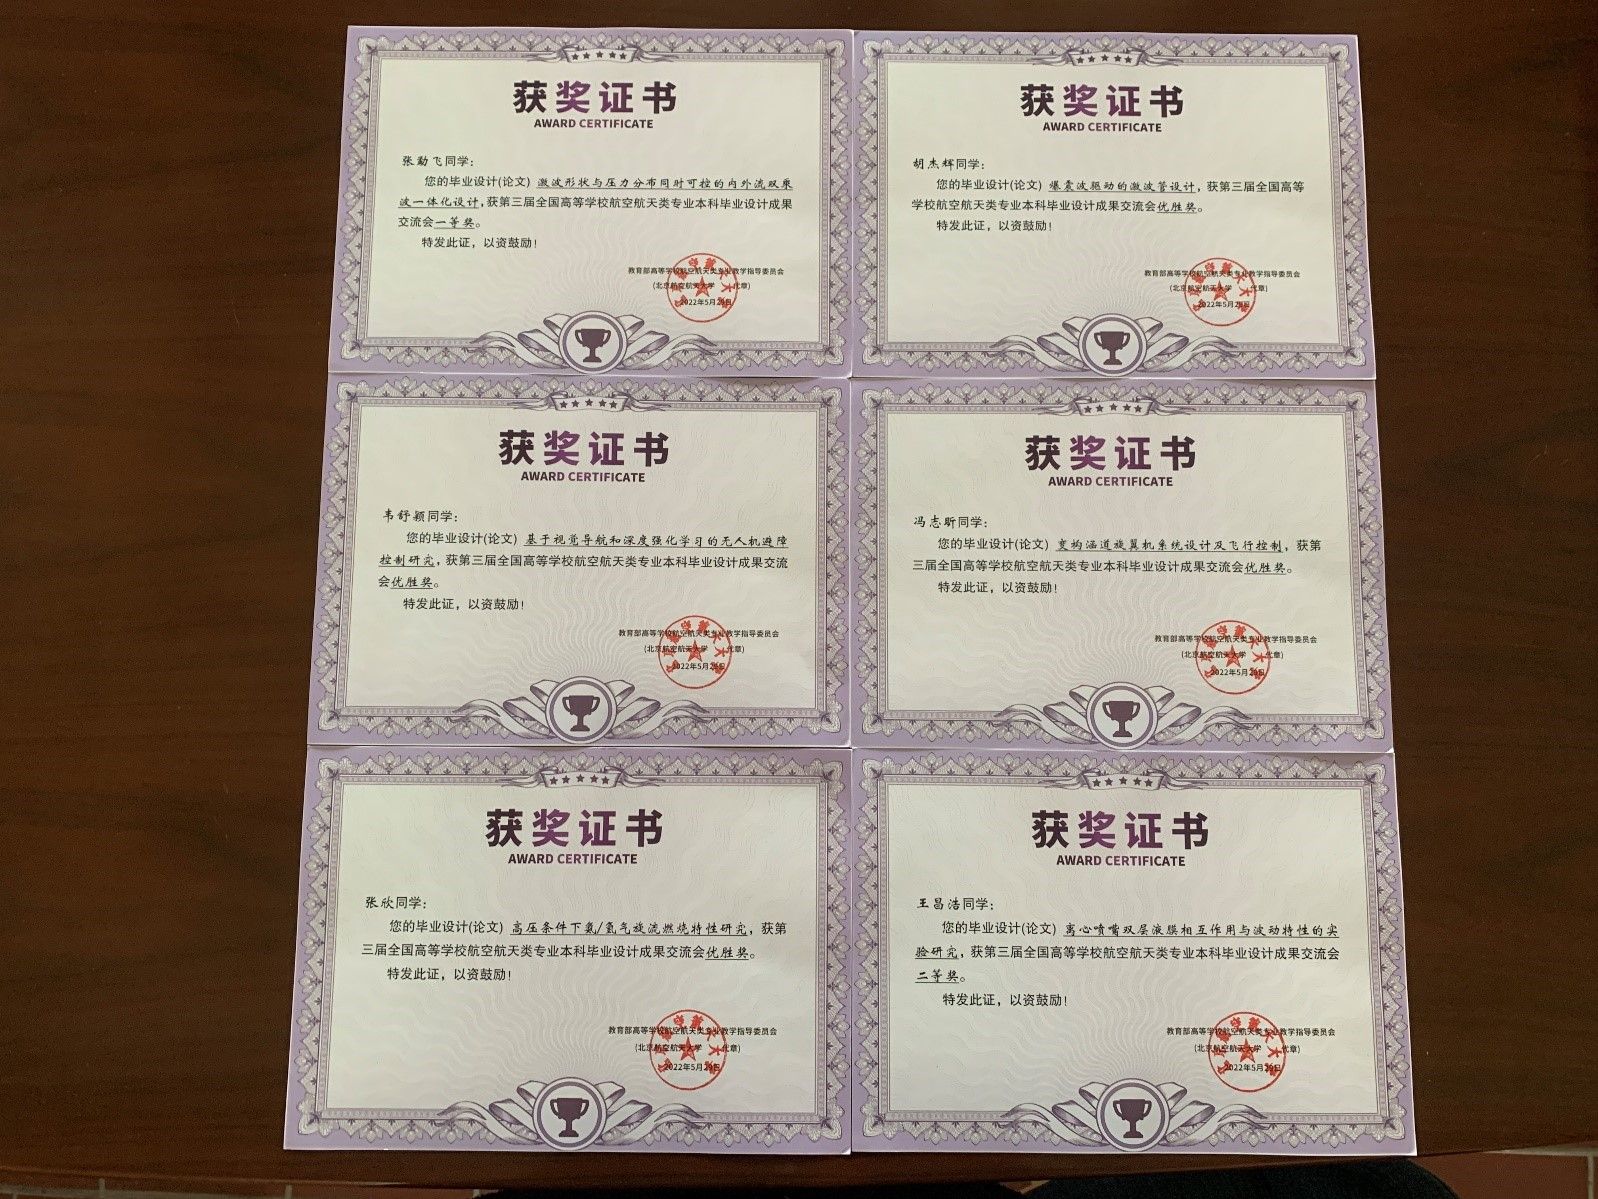 获奖证书
AWARD CERTIFICATE
张勤飞同学：
您的毕业设计(论文) 激波形状与压力分布同时可控的内外流双乘
波一体化设计，获第三届全国高等学校航空航天类专业本科毕业设计成果
交流会一等奖。
特发此证，以资鼓励！
教育部高等学校航空航天类专业教学指导委员会
(北京航空航天大学 代章)
2022年5月29日
获奖证书
AWARD CERTIFICATE
胡杰辉同学：
您的毕业设计(论文) 爆震波驱动的激波管设计，获第三届全国高等
学校航空航天类专业本科毕业设计成果交流会优胜奖。
特发此证，以资鼓励！
教育部高等学校航空航天类专业教学指导委员会
(北京航空航天大学 代章)
2022年5月29日
获奖证书
AWARD CERTIFICATE
韦舒颖同学：
您的毕业设计(论文) 基于视觉导航和深度强化学习的无人机避障
控制研究，获第三届全国高等学校航空航天类专业本科毕业设计成果交流
会优胜奖。
特发此证，以资鼓励！
教育部高等学校航空航天类专业教学指导委员会
(北京航空航天大学 代章)
2022年5月29日
获奖证书
AWARD CERTIFICATE
冯志昕同学：
您的毕业设计(论文) 变构涵道旋翼机系统设计及飞行控制，获第
三届全国高等学校航空航天类专业本科毕业设计成果交流会优胜奖。
特发此证，以资鼓励！
教育部高等学校航空航天类专业教学指导委员会
(北京航空航天大学 代章)
2022年5月29日
获奖证书
AWARD CERTIFICATE
张欣同学：
您的毕业设计(论文) 高压条件下氨/氢气旋流燃烧特性研究，获第
三届全国高等学校航空航天类专业本科毕业设计成果交流会优胜奖。
特发此证，以资鼓励！
教育部高等学校航空航天类专业教学指导委员会
(北京航空航天大学 代章)
2022年5月29日
获奖证书
AWARD CERTIFICATE
王昌浩同学：
您的毕业设计(论文) 离心喷嘴双层液膜相互作用与波动特性的实
验研究，获第三届全国高等学校航空航天类专业本科毕业设计成果交流会
二等奖。
特发此证，以资鼓励！
教育部高等学校航空航天类专业教学指导委员会
(北京航空航天大学 代章)
2022年5月29日